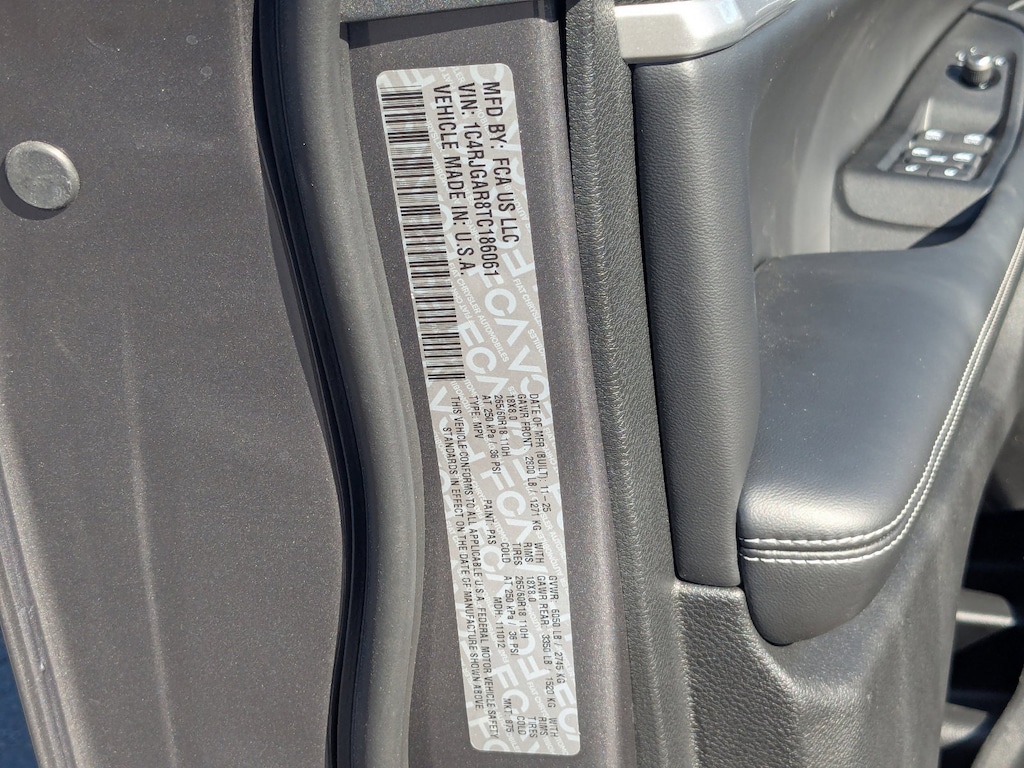 MFD BY: FCA US LLC
VIN: 1C4RJGAR8TC186061
VEHICLE MADE IN: U.S.A.
DATE OF MFR (BUILT): 11-25 GVWR: 6050 LB / 2745 KG
GAWR FRONT: 2800 LB / 1271 KG WITH GAWR REAR: 3350 LB / 1520 KG WITH
18X8.0 RIMS 18X8.0 RIMS
265/60R18 110H TIRES 265/60R18 110H TIRES
AT 250 kPa / 36 PSI COLD AT 250 kPa / 36 PSI COLD
TYPE: MPV PAINT: PAS MDH: 111012 MKT: 875
THIS VEHICLE CONFORMS TO ALL APPLICABLE U.S.A. FEDERAL MOTOR VEHICLE SAFETY
STANDARDS IN EFFECT ON THE DATE OF MANUFACTURE SHOWN ABOVE.